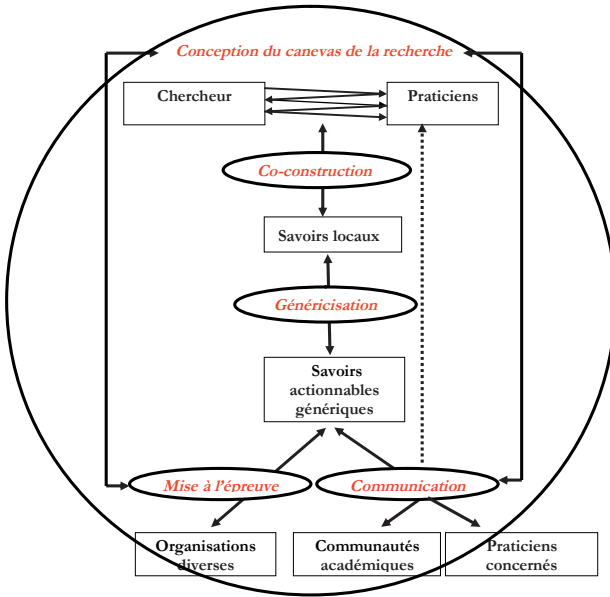 Conception du canevas de la recherche
Chercheur
Praticiens
Co-construction
Savoirs locaux
Généricisation
Savoirs
actionnables
génériques
Mise à l'épreuve
Communication
Organisations
diverses
Communautés
académiques
Praticiens
concernés